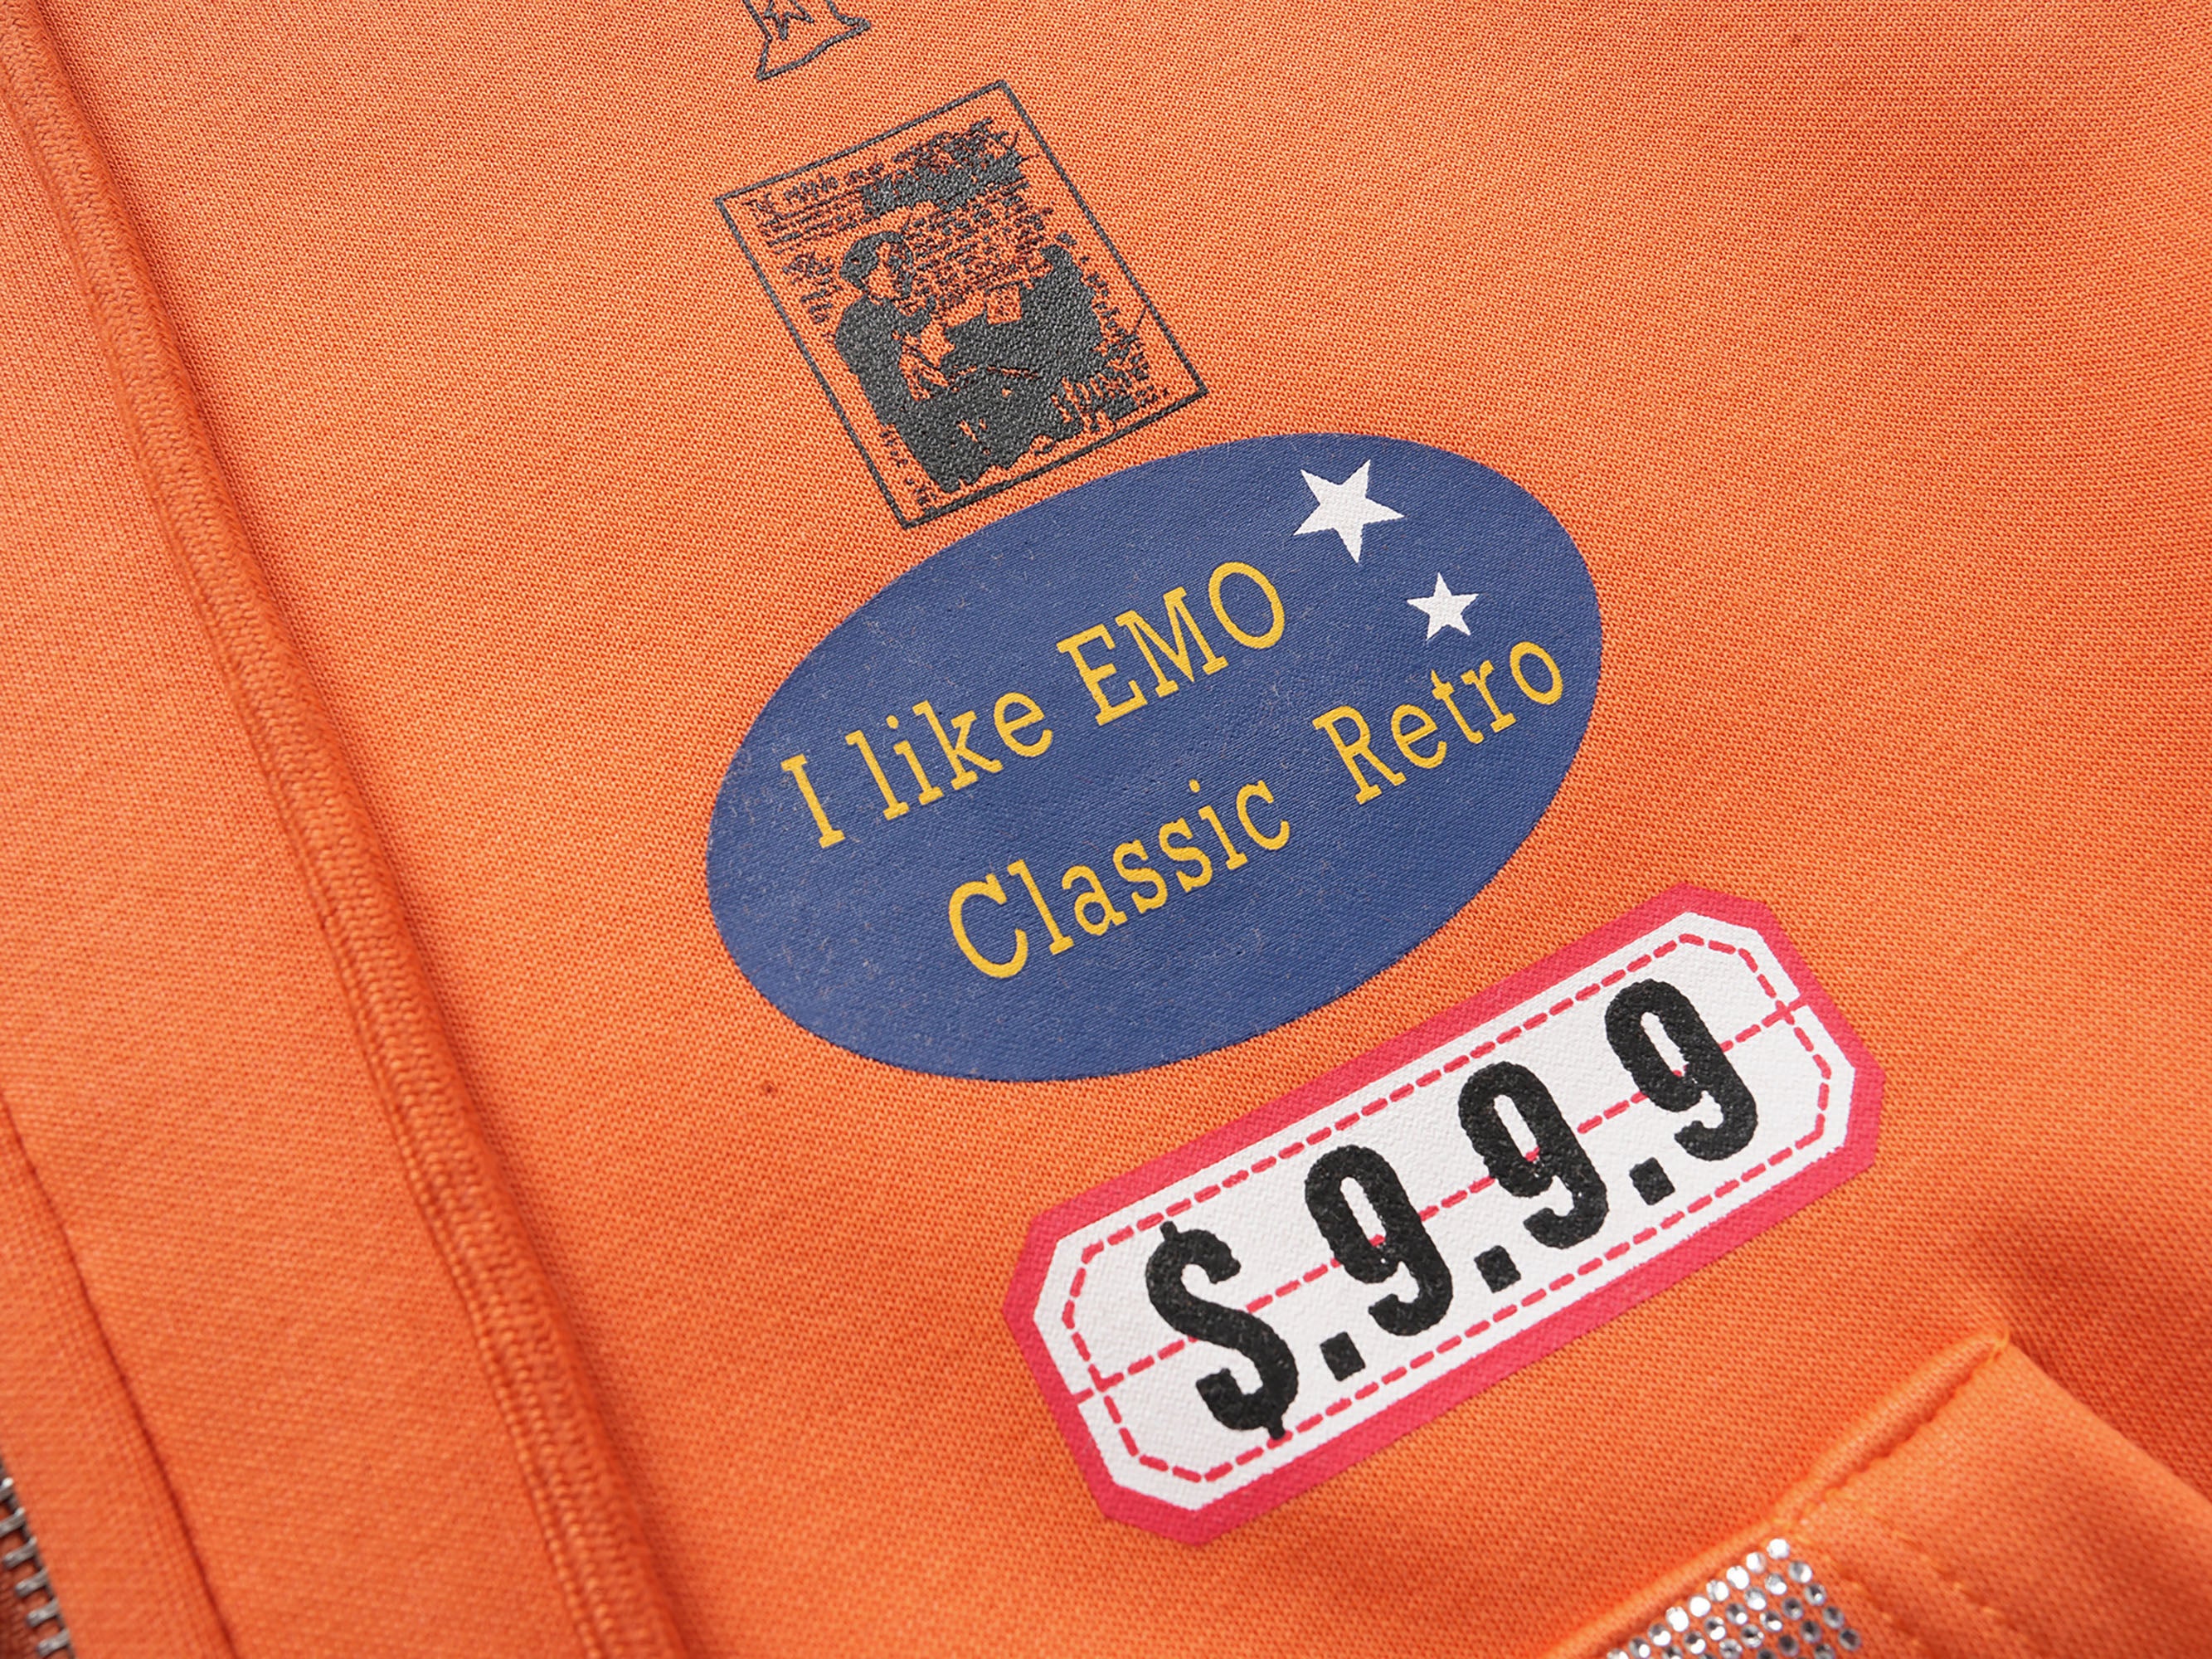 I like EMO
Classic Retro
$.9.9.9